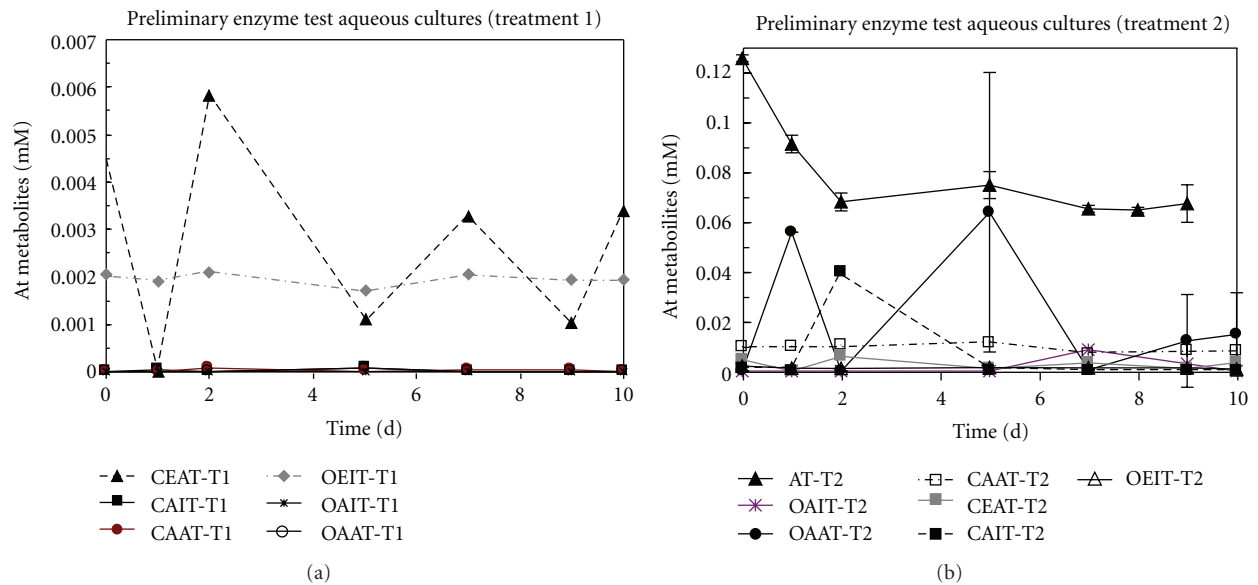 Preliminary enzyme test aqueous cultures (treatment 1)
0.007
0.006
0.005
0.004
0.003
0.002
0.001
0
At metabolites (mM)
0 2 4 6 8 10
Time (d)
CEAT-T1 OEIT-T1
CAIT-T1 OAIT-T1
CAAT-T1 OAAT-T1
(a)
Preliminary enzyme test aqueous cultures (treatment 2)
0.12
0.1
0.08
0.06
0.04
0.02
0
At metaboilites (mM)
0 2 4 6 8 10
Time (d)
AT-T2 CAAT-T2 OEIT-T2
OAIT-T2 CEAT-T2
OAAT-T2 CAIT-T2
(b)